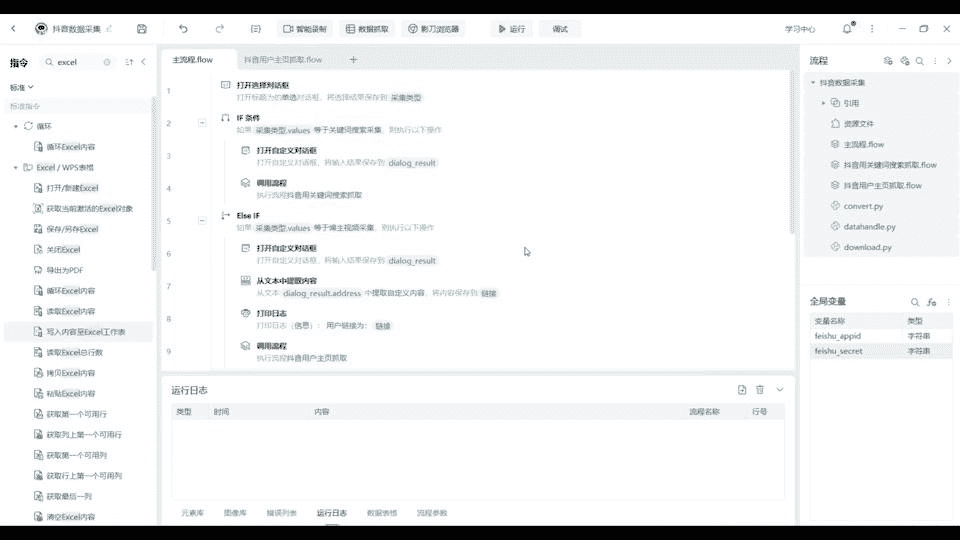 抖音数据采集
智能录制
数据抓取
影刀浏览器
运行
调试
学习中心
指令
excel
标准
标准指令
循环
循环Excel内容
Excel / WPS表格
打开/新建Excel
获取当前激活的Excel对象
保存/另存Excel
关闭Excel
导出为PDF
循环Excel内容
读取Excel内容
写入内容至Excel工作表
读取Excel总行数
拷贝Excel内容
粘贴Excel内容
获取第一个可用行
获取列上第一个可用行
获取第一个可用列
获取行上第一个可用列
获取最后一列
清空Excel内容
主流程.flow
抖音用户主页抓取.flow
1
打开选择对话框
打开标题为的单选对话框，将选择结果保存到 采集类型
2
IF 条件
如果 采集类型.values 等于关键词搜索采集，则执行以下操作
3
打开自定义对话框
打开自定义对话框，将输入结果保存到 dialog_result
4
调用流程
执行流程抖音用关键词搜索抓取
5
Else IF
如果 采集类型.values 等于博主视频采集，则执行以下操作
6
打开自定义对话框
打开自定义对话框，将输入结果保存到 dialog_result
7
从文本中提取内容
从文本 dialog_result.address 中提取自定义内容，将内容保存到 链接
8
打印日志
打印日志（信息）：用户链接为： 链接
9
调用流程
执行流程抖音用户主页抓取
运行日志
类型 时间 内容 流程名称 行号
元素库 图像库 错误列表 运行日志 数据表格 流程参数
流程
抖音数据采集
引用
资源文件
主流程.flow
抖音用关键词搜索抓取.flow
抖音用户主页抓取.flow
convert.py
datahandle.py
download.py
全局变量
变量名称 类型
feishu_appid 字符串
feishu_secret 字符串